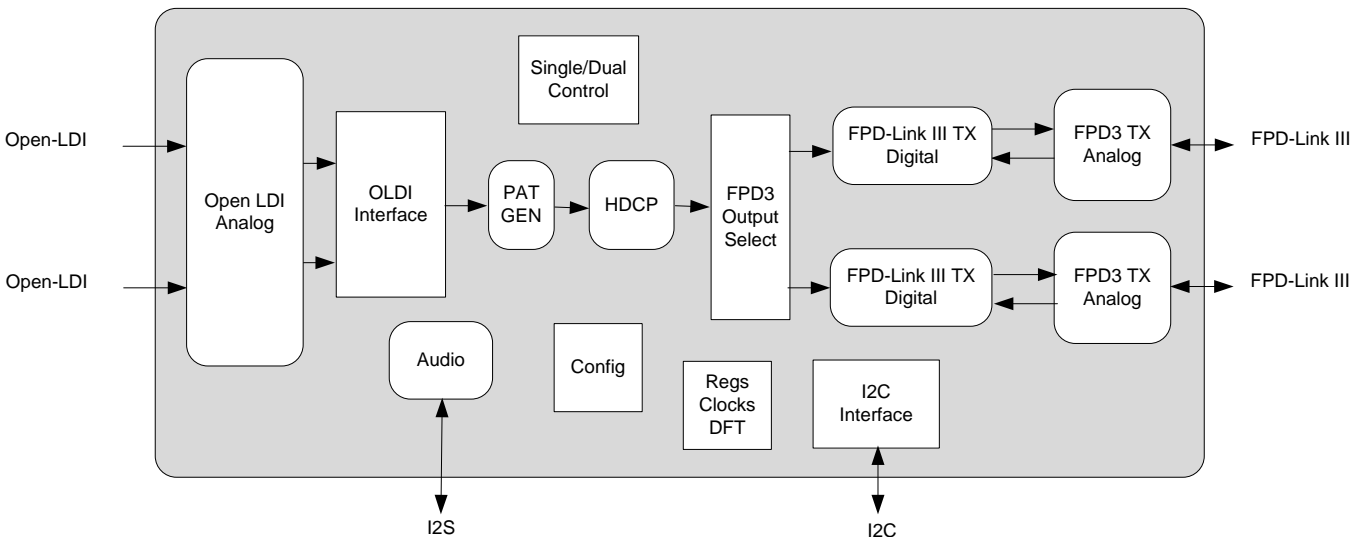 Open-LDI
Open-LDI
Open LDI
Analog
OLDI
Interface
Single/Dual
Control
PAT
GEN
HDCP
FPD3
Output
Select
FPD-Link III TX
Digital
FPD3 TX
Analog
FPD-Link III
FPD-Link III TX
Digital
FPD3 TX
Analog
FPD-Link III
Audio
Config
Regs
Clocks
DFT
I2C
Interface
I2S
I2C